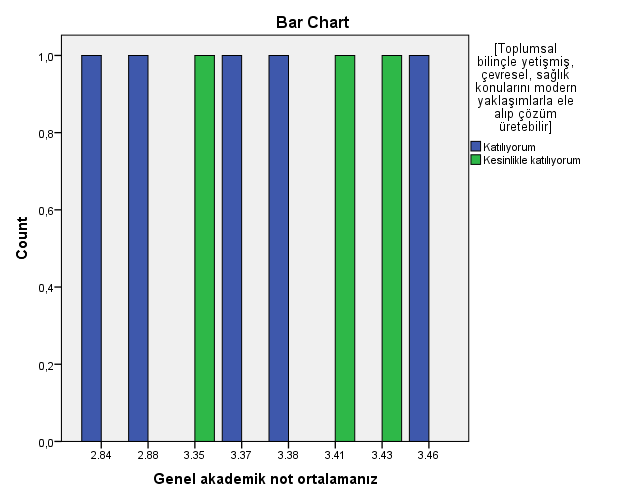 Bar Chart
[Toplumsal
bilinçle yetişmiş,
çevresel, sağlık
konularını modern
yaklaşımlarla ele
alıp çözüm
üretebilir]
Katılıyorum
Kesinlikle katılıyorum
Count
1,0
0,8
0,6
0,4
0,2
0,0
2.84 2.88 3.35 3.37 3.38 3.41 3.43 3.46
Genel akademik not ortalamanız